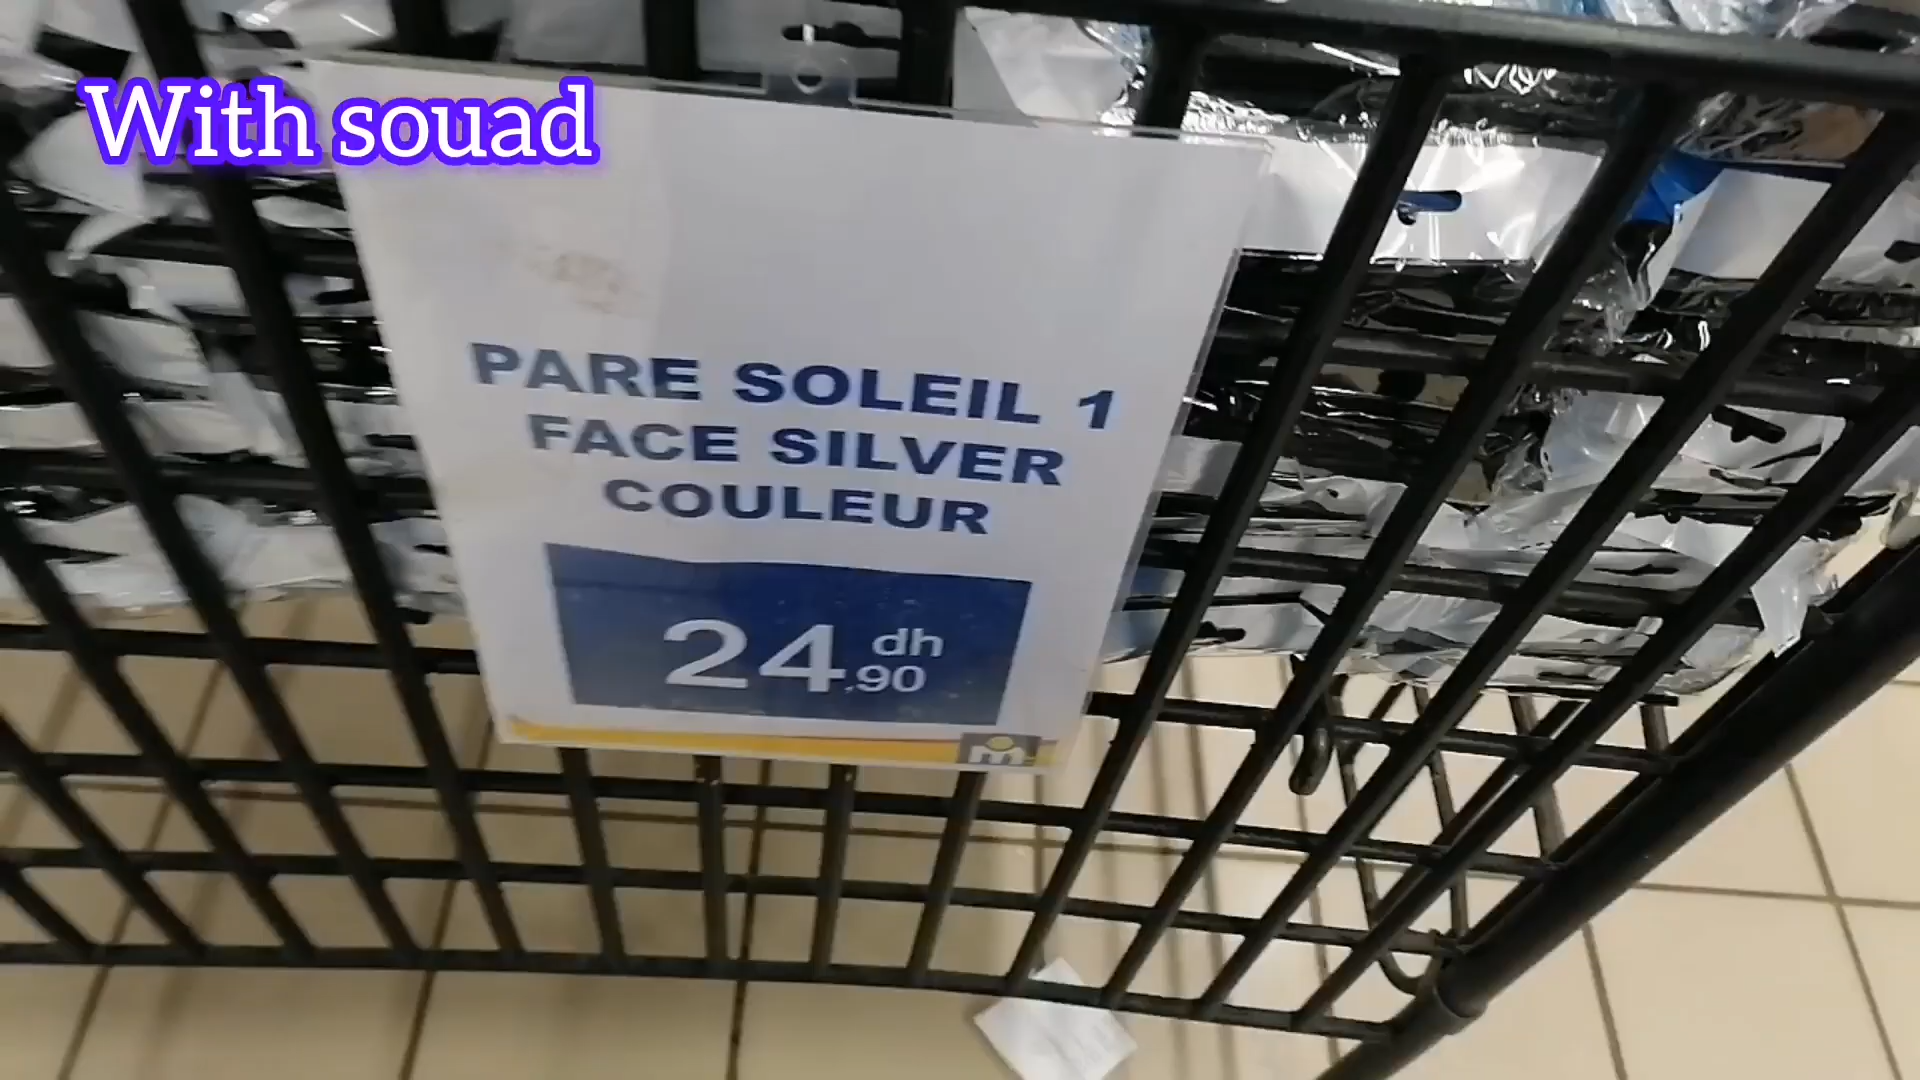 With souad
PARE SOLEIL 1
FACE SILVER
COULEUR
24,90 dh
m